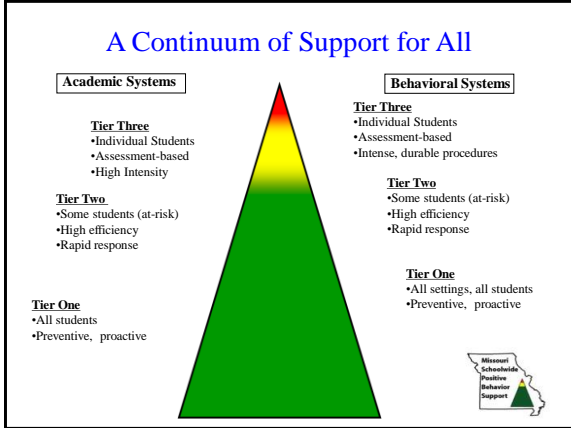 A Continuum of Support for All
Academic Systems
Tier Three
•Individual Students
•Assessment-based
•High Intensity
Tier Two
•Some students (at-risk)
•High efficiency
•Rapid response
Tier One
•All students
•Preventive, proactive
Behavioral Systems
Tier Three
•Individual Students
•Assessment-based
•Intense, durable procedures
Tier Two
•Some students (at-risk)
•High efficiency
•Rapid response
Tier One
•All settings, all students
•Preventive, proactive
Missouri
Schoolwide
Positive
Behavior
Support